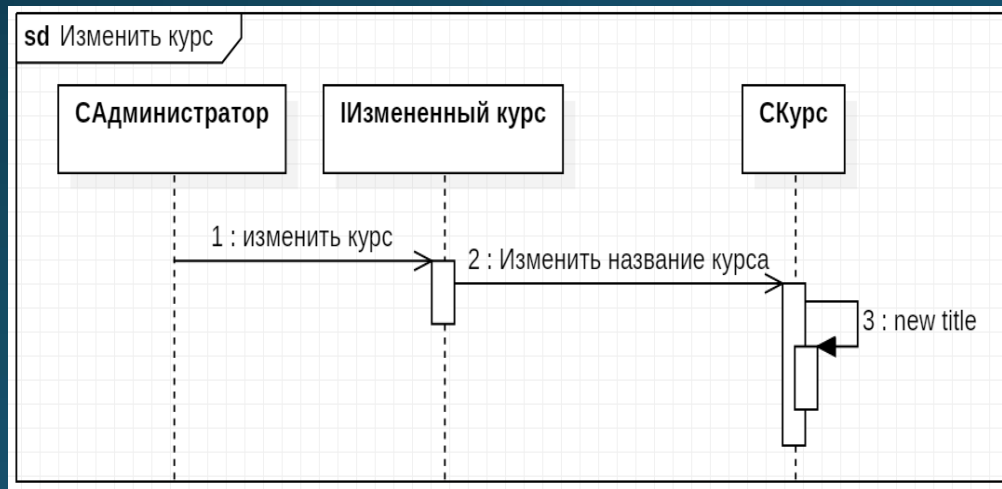 sd Изменить курс
САдминистратор
IИзмененный курс
СКурс
1 : изменить курс
2 : Изменить название курса
3 : new title